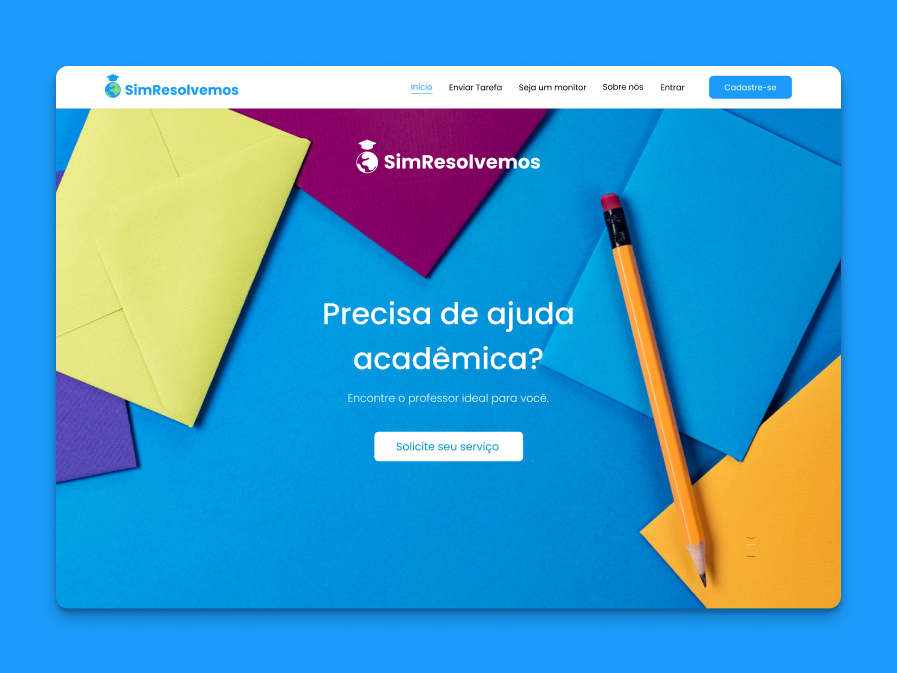 SimResolvemos
Início
Enviar Tarefa
Seja um monitor
Sobre nós
Entrar
Cadastre-se
SimResolvemos
Precisa de ajuda
acadêmica?
Encontre o professor ideal para você.
Solicite seu serviço